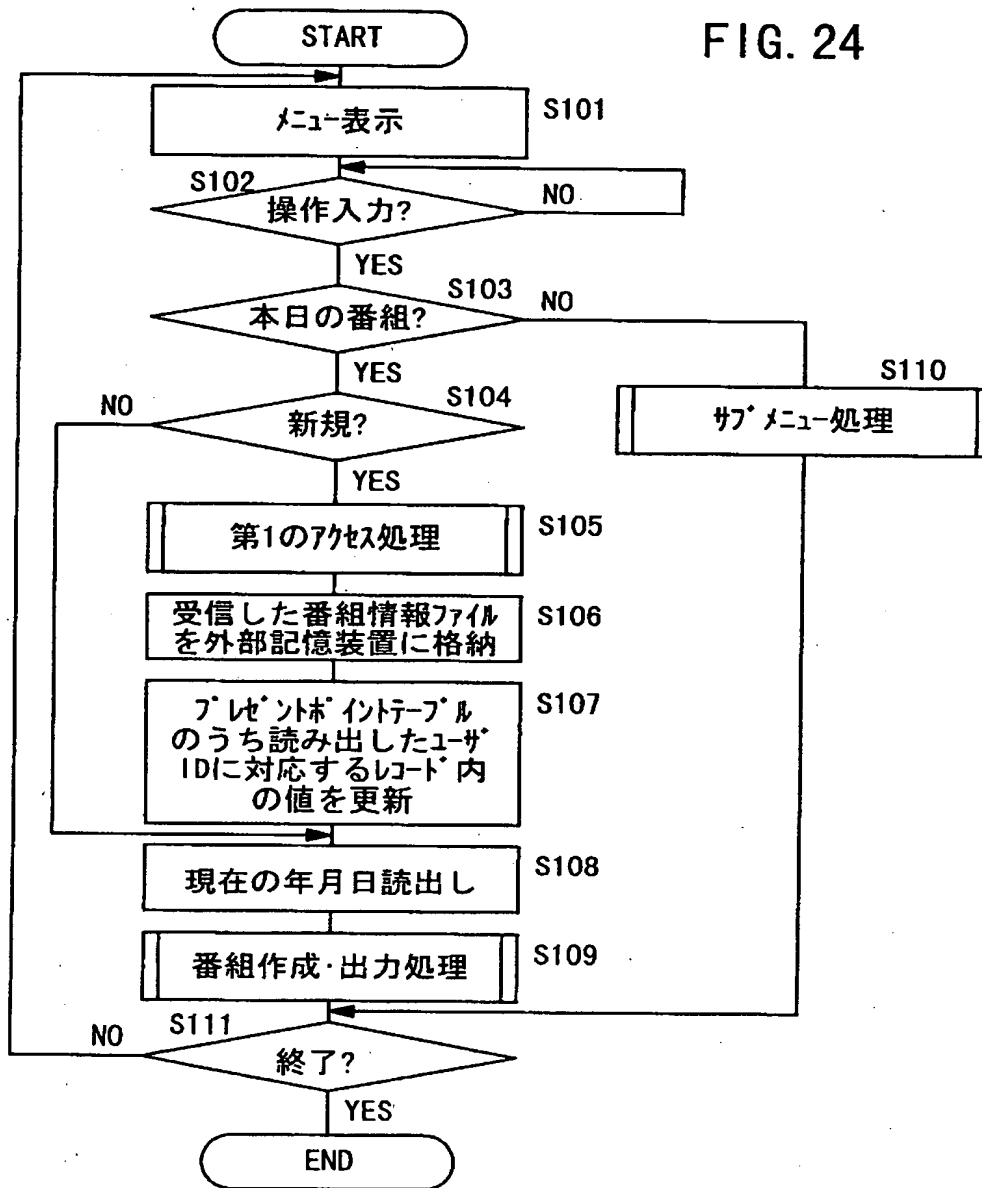 FIG. 24
START
メニュー表示
S101
S102
操作入力?
NO
YES
S103
本日の番組?
NO
YES
S110
サブメニュー処理
S104
NO
新規?
YES
第1のアクセス処理
S105
受信した番組情報ファイル
を外部記憶装置に格納
S106
プレゼントポイントテーブル
のうち読み出したユーザ
IDに対応するレコード内
の値を更新
S107
現在の年月日読出し
S108
番組作成・出力処理
S109
S111
NO
終了?
YES
END